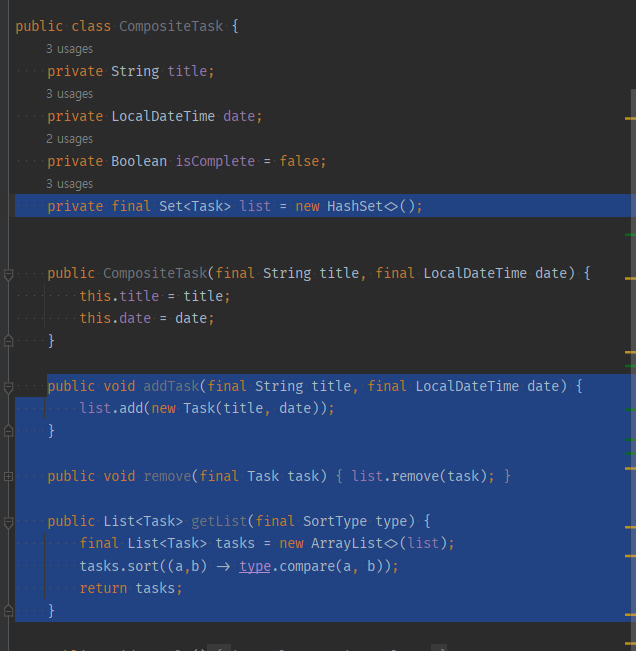 public class CompositeTask {
3 usages
private String title;
3 usages
private LocalDateTime date;
2 usages
private Boolean isComplete = false;
3 usages
private final Set<Task> list = new HashSet<>();
public CompositeTask(final String title, final LocalDateTime date) {
this.title = title;
this.date = date;
}
public void addTask(final String title, final LocalDateTime date) {
list.add(new Task(title, date));
}
public void remove(final Task task) { list.remove(task); }
public List<Task> getList(final SortType type) {
final List<Task> tasks = new ArrayList<>(list);
tasks.sort((a,b) -> type.compare(a, b));
return tasks;
}